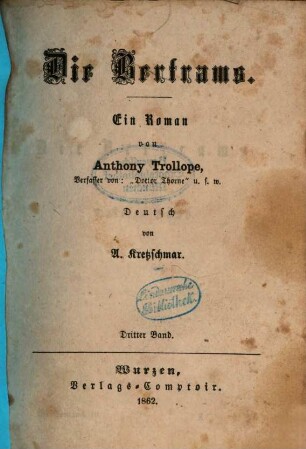 Die Bertrams.
Ein Roman
von
Anthony Trollope,
Verfasser von: „Doctor Thorne“ u. s. w.
Deutsch
von
A. Kretzschmar.
Bibliothek
Dritter Band.
Wurzen,
Verlags-Comptoir.
1862.